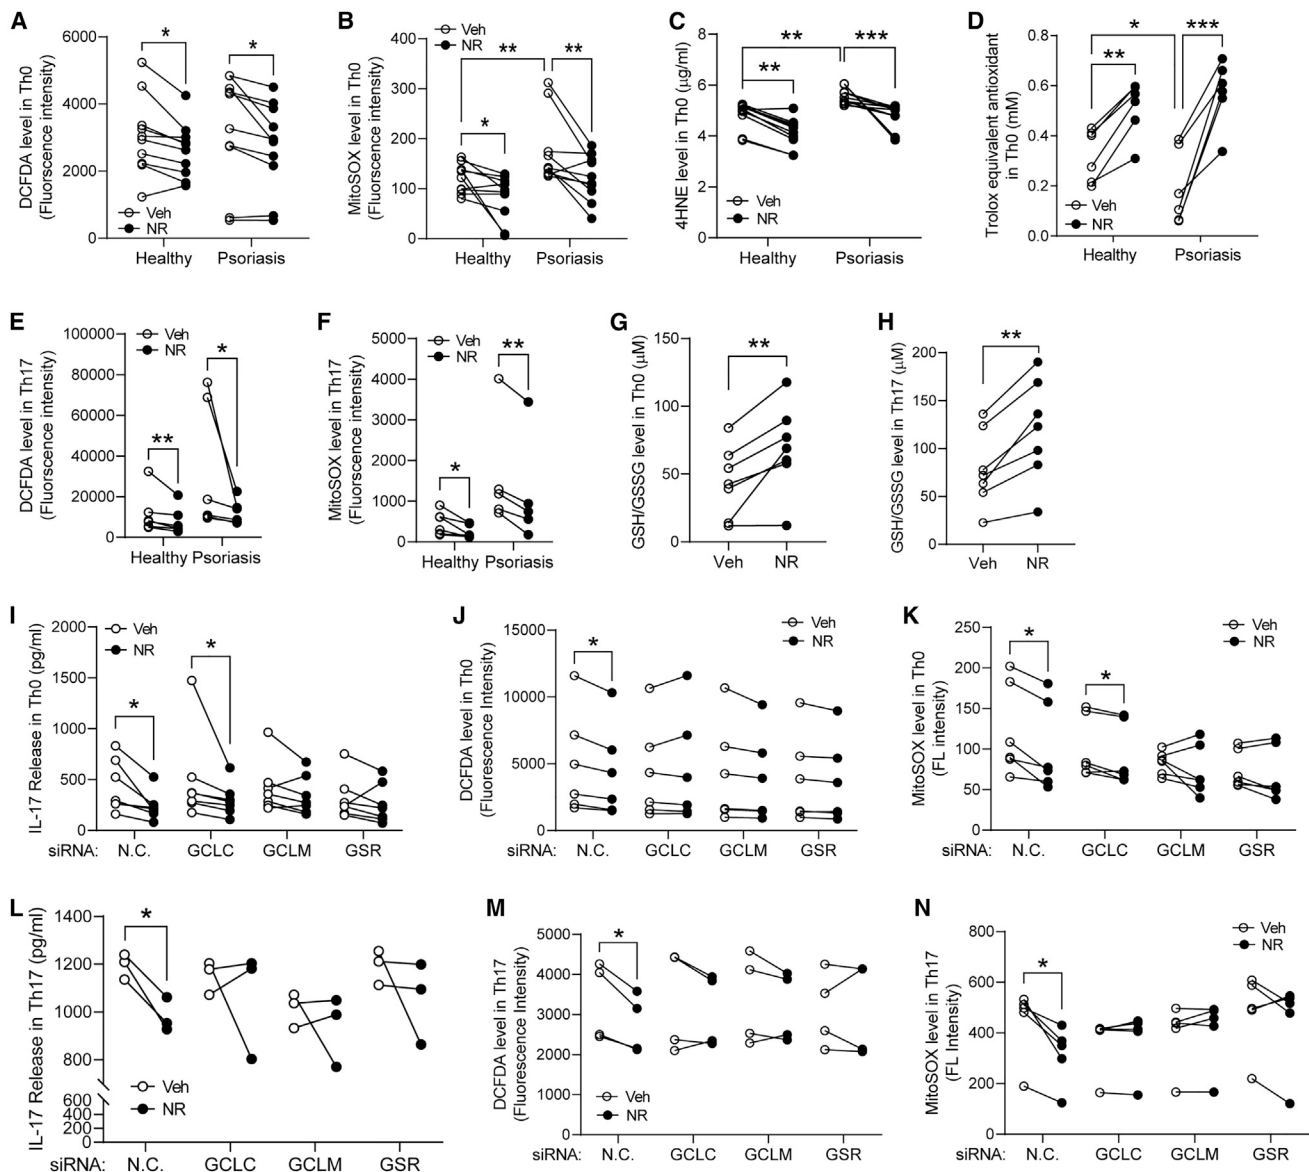 A
DCFDA level in Th0
(Fluorescence intensity)
6000
4000
2000
0
*
*
Veh
NR
Healthy
Psoriasis
B
MitoSOX level in Th0
(Fluorescence intensity)
400
300
200
100
0
Veh
NR
**
**
*
Healthy
Psoriasis
C
4HNE level in Th0 (µg/ml)
8
6
4
2
0
**
***
**
Veh
NR
Healthy
Psoriasis
D
Trolox equivalent antioxidant
in Th0 (mM)
0.8
0.6
0.4
0.2
0.0
*
***
**
Veh
NR
Healthy
Psoriasis
E
DCFDA level in Th17
(Fluorscence intensity)
100000
80000
60000
40000
20000
0
Veh
NR
*
**
Healthy
Psoriasis
F
MitoSOX level in Th17
(Fluorescence intensity)
5000
4000
3000
2000
1000
0
Veh
NR
**
*
Healthy
Psoriasis
G
GSH/GSSG level in Th0 (µM)
150
100
50
0
**
Veh
NR
H
GSH/GSSG level in Th17 (µM)
200
150
100
50
0
**
Veh
NR
I
IL-17 Release in Th0 (pg/ml)
2000
1500
1000
500
0
Veh
NR
*
*
siRNA:
N.C.
GCLC
GCLM
GSR
J
DCFDA level in Th0
(Fluorescence Intensity)
15000
10000
5000
0
Veh
NR
*
siRNA:
N.C.
GCLC
GCLM
GSR
K
MitoSOX level in Th0
(FL intensity)
250
200
150
100
50
0
Veh
NR
*
*
siRNA:
N.C.
GCLC
GCLM
GSR
L
IL-17 Release in Th17 (pg/ml)
1400
1200
1000
800
600
400
200
0
*
Veh
NR
siRNA:
N.C.
GCLC
GCLM
GSR
M
DCFDA level in Th17
(Fluorescence Intensity)
5000
4000
3000
2000
1000
0
*
Veh
NR
siRNA:
N.C.
GCLC
GCLM
GSR
N
MitoSOX level in Th17
(FL Intensity)
800
600
400
200
0
Veh
NR
*
siRNA:
N.C.
GCLC
GCLM
GSR